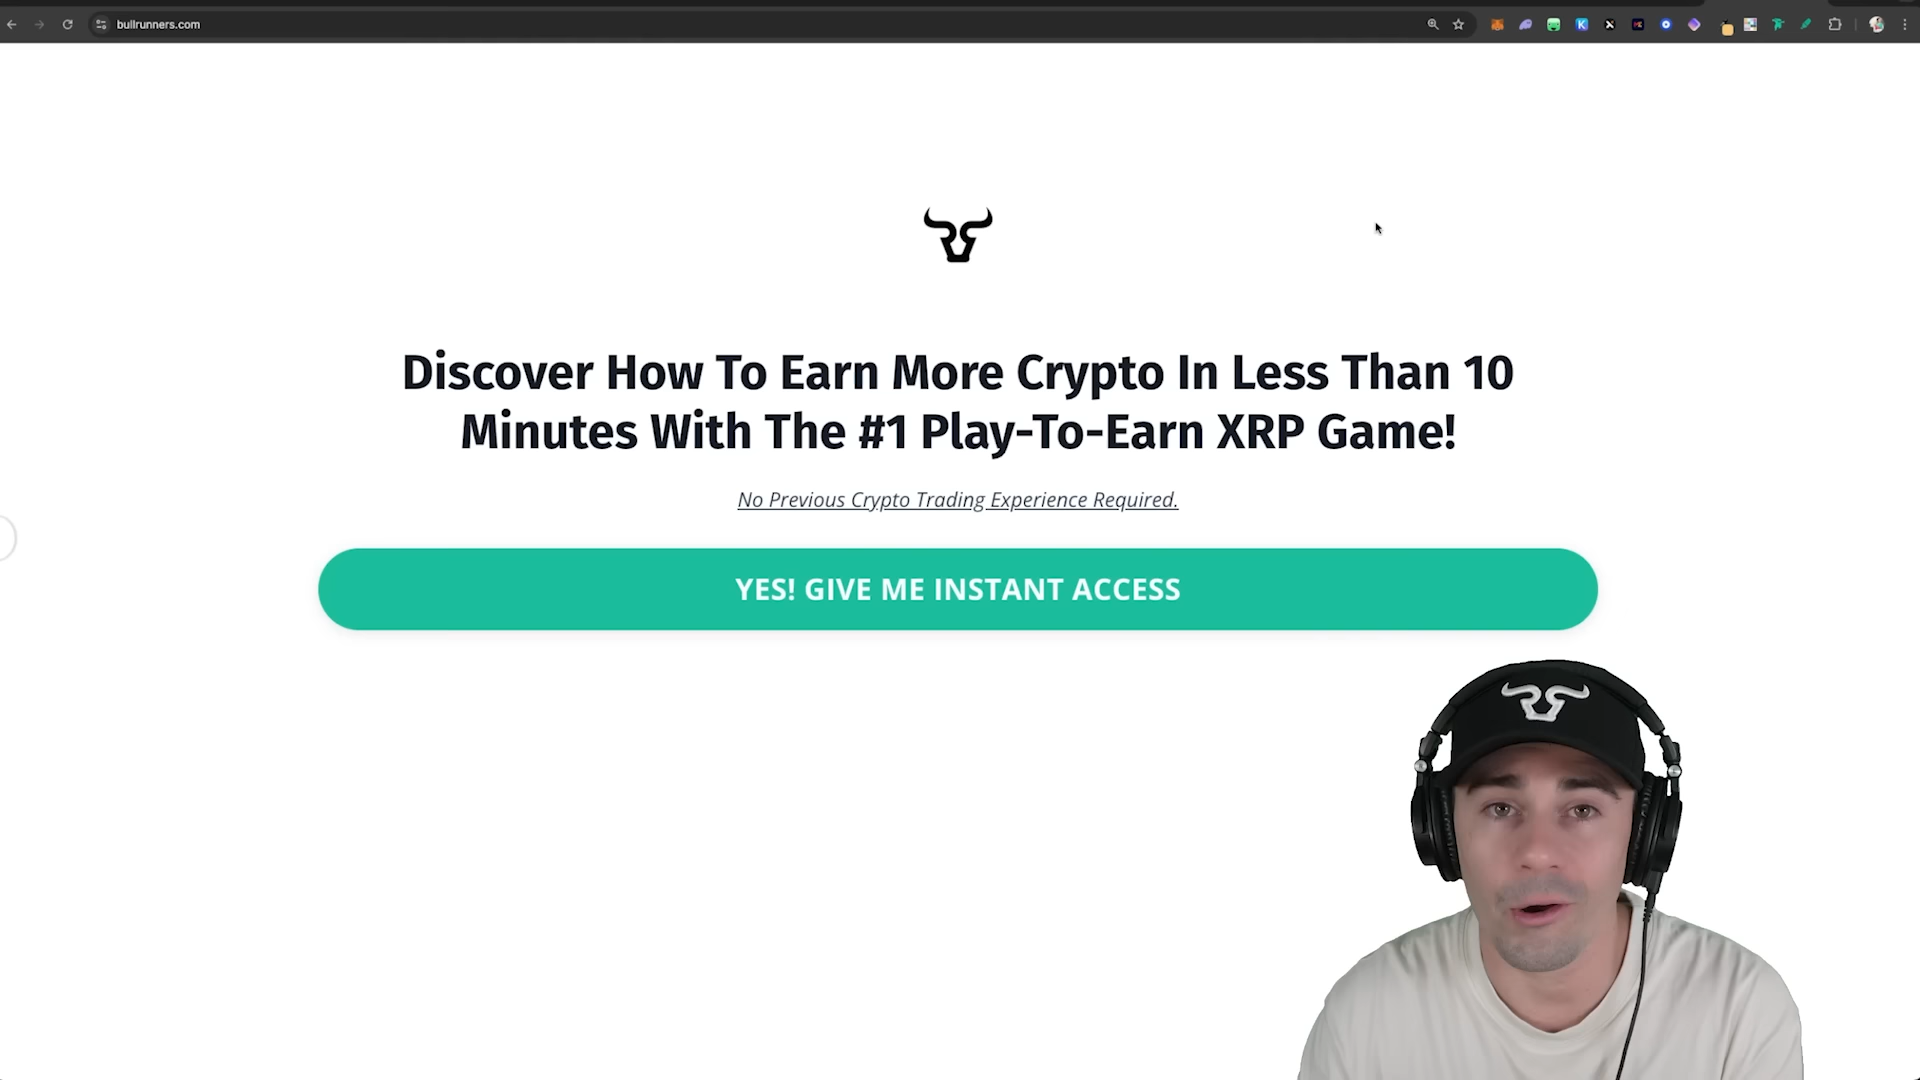 bullrunners.com
Discover How To Earn More Crypto In Less Than 10
Minutes With The #1 Play-To-Earn XRP Game!
No Previous Crypto Trading Experience Required.
YES! GIVE ME INSTANT ACCESS